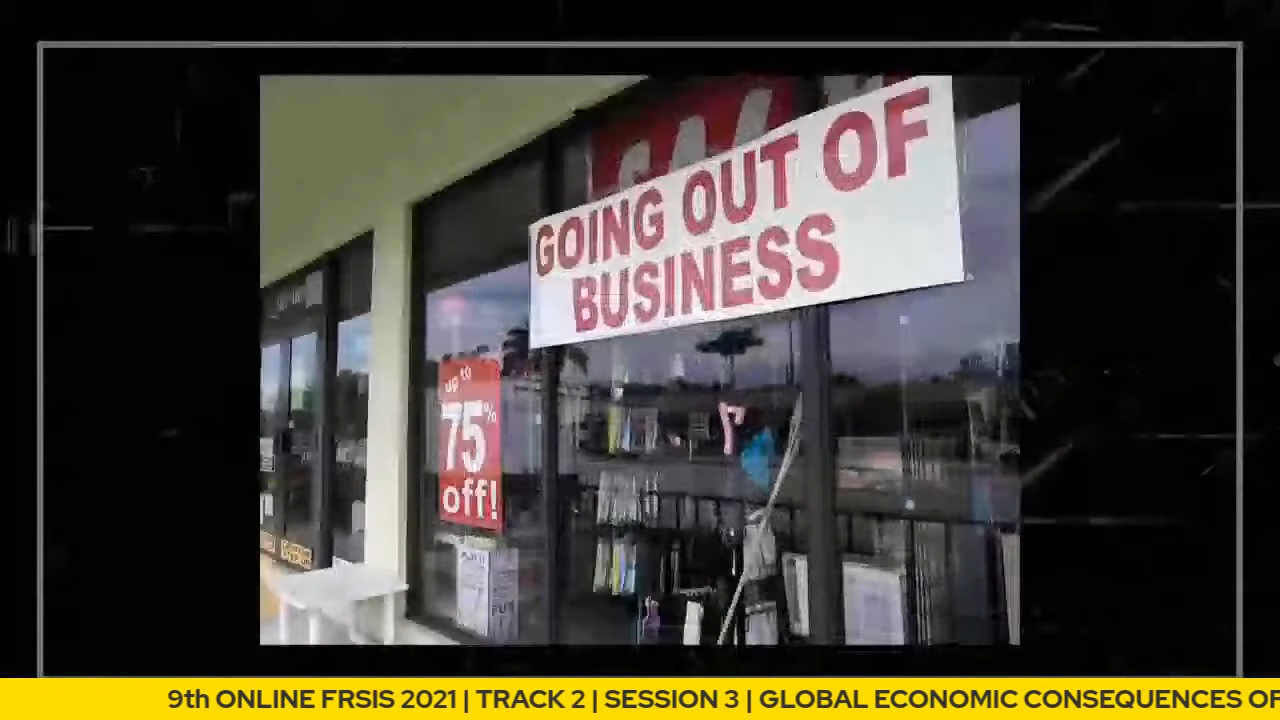 SALE
GOING OUT OF
BUSINESS
up to
75%
off!
9th ONLINE FRSIS 2021 | TRACK 2 | SESSION 3 | GLOBAL ECONOMIC CONSEQUENCES OF